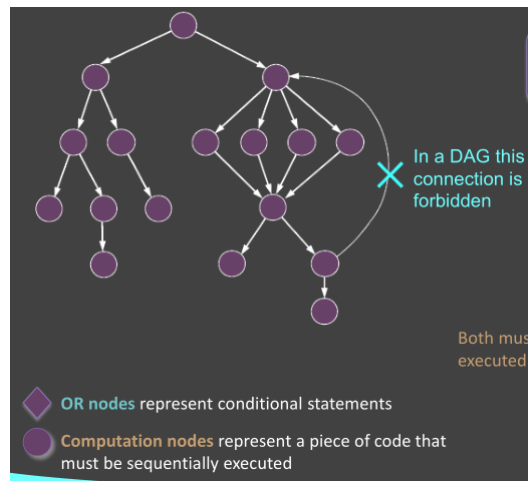 In a DAG this
connection is
forbidden
Both mus
executed
OR nodes represent conditional statements
Computation nodes represent a piece of code that
must be sequentially executed